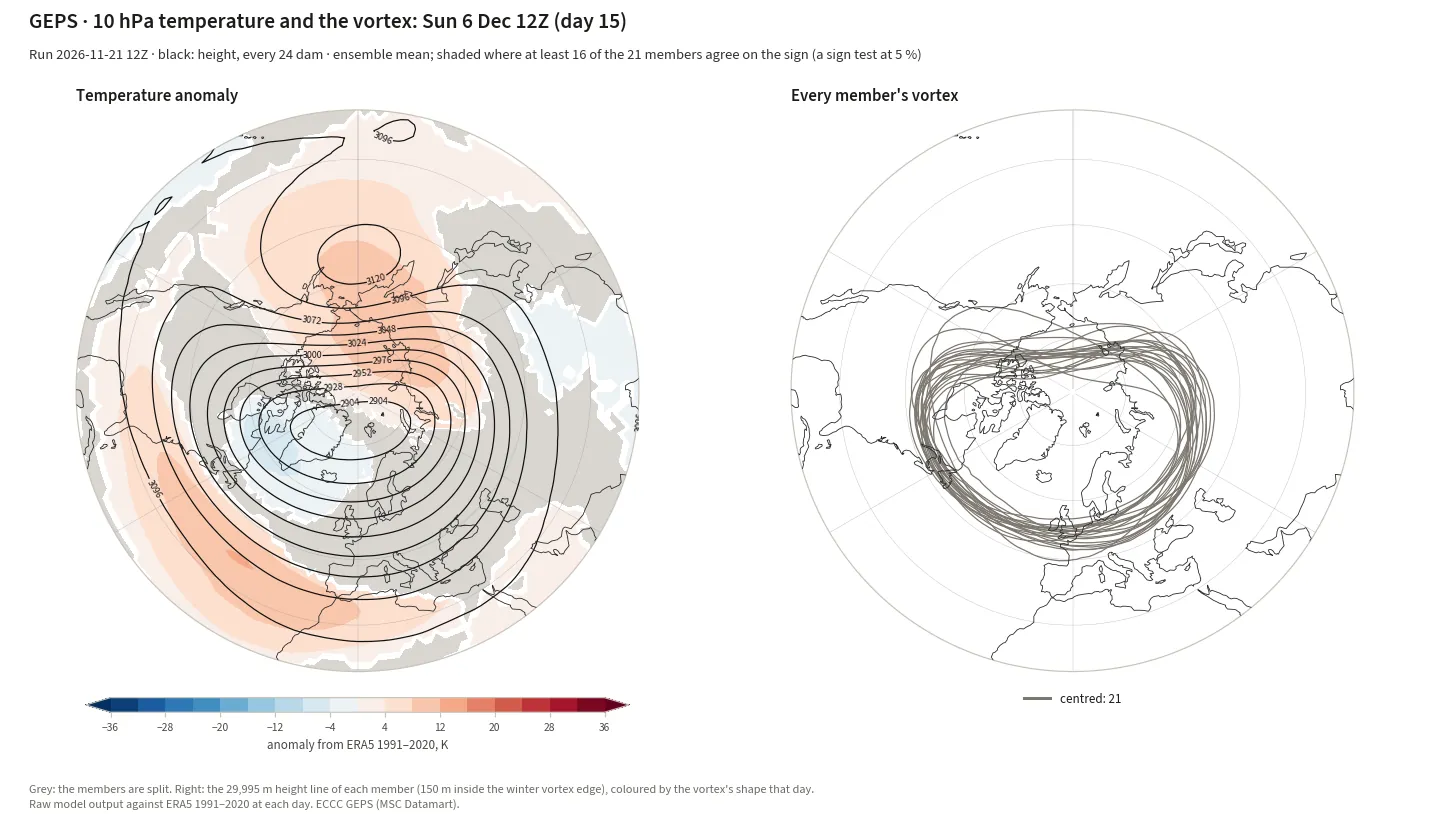 GEPS · 10 hPa temperature and the vortex: Sun 6 Dec 12Z (day 15)
Run 2026-11-21 12Z · black: height, every 24 dam · ensemble mean; shaded where at least 16 of the 21 members agree on the sign (a sign test at 5 %)
Temperature anomaly
Every member's vortex
3096
3120
3096
3072
3048
3024
3000
2976
2952
2928
2904
2904
3096
−36
−28
−20
−12
−4
4
12
20
28
36
anomaly from ERA5 1991–2020, K
centred: 21
Grey: the members are split. Right: the 29,995 m height line of each member (150 m inside the winter vortex edge), coloured by the vortex's shape that day.
Raw model output against ERA5 1991–2020 at each day. ECCC GEPS (MSC Datamart).